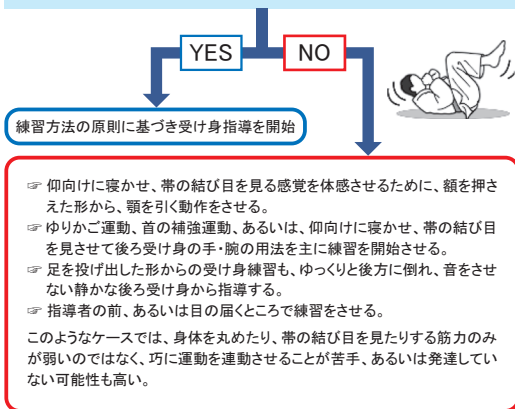 YES
NO
練習方法の原則に基づき受け身指導を開始
☞ 仰向けに寝かせ、帯の結び目を見る感覚を体感させるために、額を押さ
えた形から、顎を引く動作をさせる。
☞ ゆりかご運動、首の補強運動、あるいは、仰向けに寝かせ、帯の結び目
を見させて後ろ受け身の手・腕の用法を主に練習を開始させる。
☞ 足を投げ出した形からの受け身練習も、ゆっくりと後方に倒れ、音をさせ
ない静かな後ろ受け身から指導する。
☞ 指導者の前、あるいは目の届くところで練習をさせる。
このようなケースでは、身体を丸めたり、帯の結び目を見たりする筋力のみ
が弱いのではなく、巧に運動を連動させることが苦手、あるいは発達してい
ない可能性も高い。